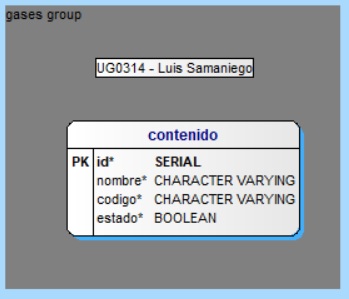 gases group
UG0314 - Luis Samaniego
contenido
PK id* SERIAL
nombre* CHARACTER VARYING
codigo* CHARACTER VARYING
estado* BOOLEAN